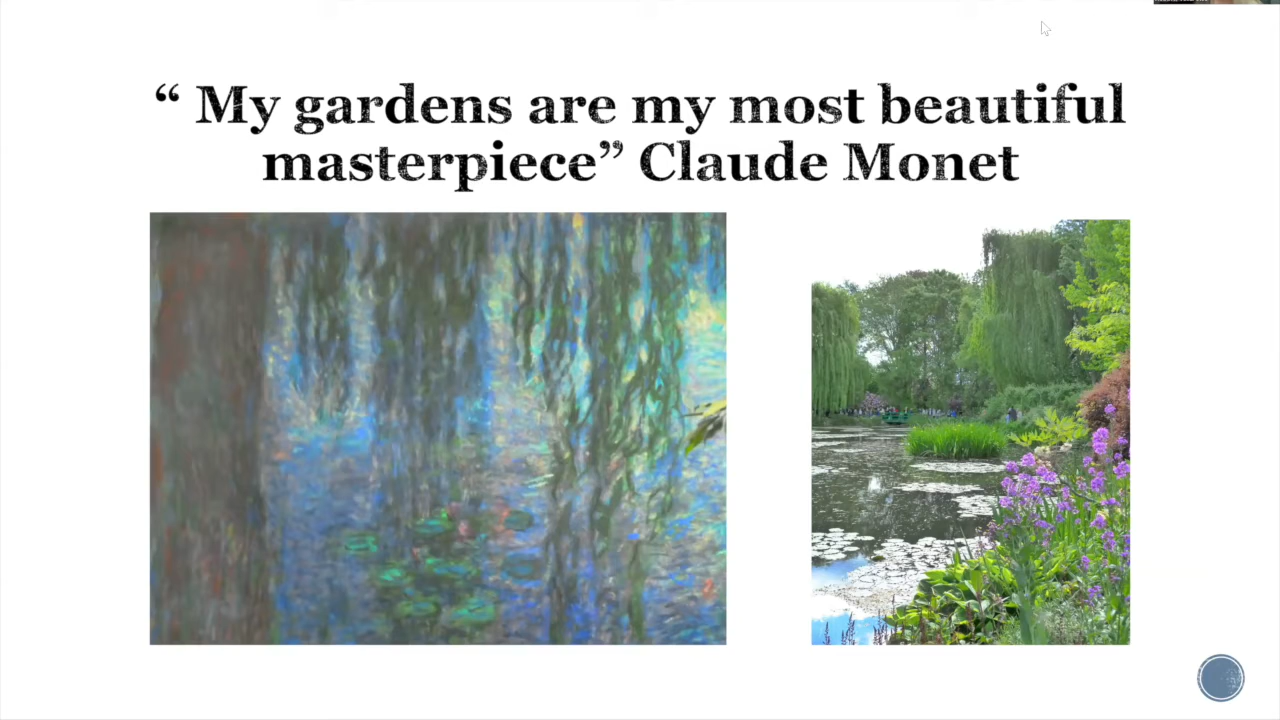 “ My gardens are my most beautiful
masterpiece” Claude Monet